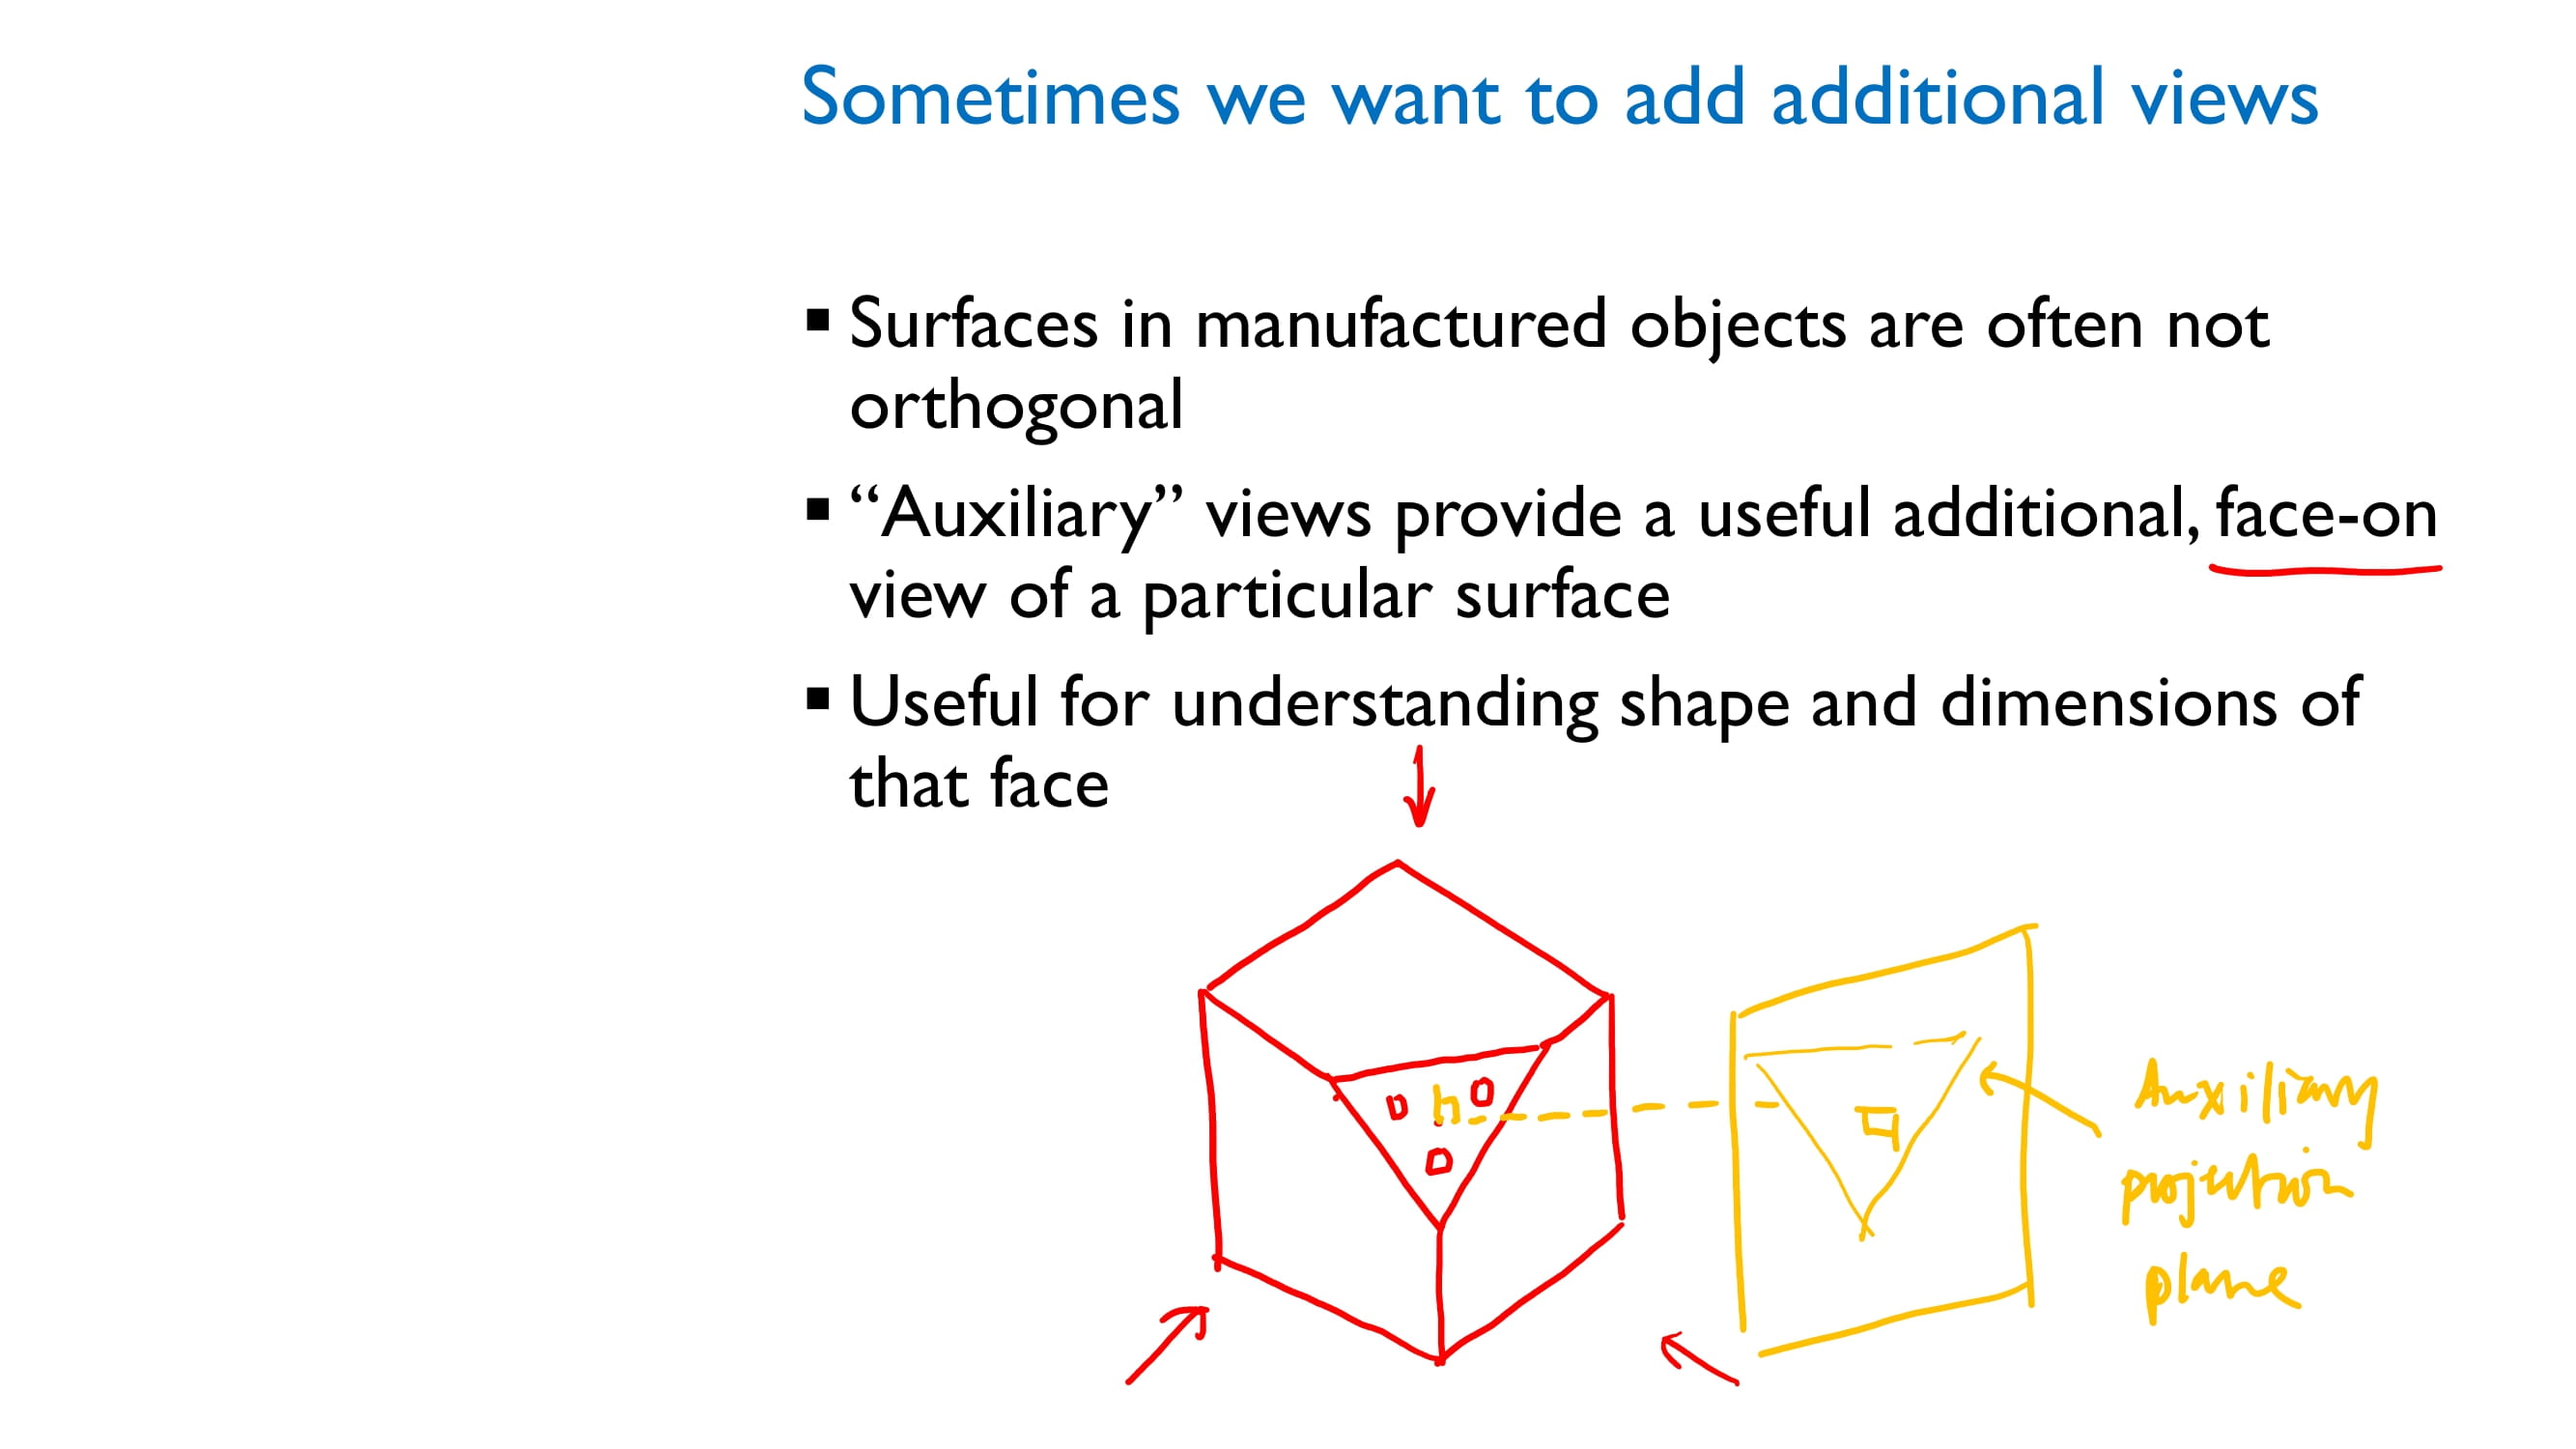 Sometimes we want to add additional views
▪ Surfaces in manufactured objects are often not
orthogonal
▪ “Auxiliary” views provide a useful additional, face-on
view of a particular surface
▪ Useful for understanding shape and dimensions of
that face
Auxiliary
projection
plane